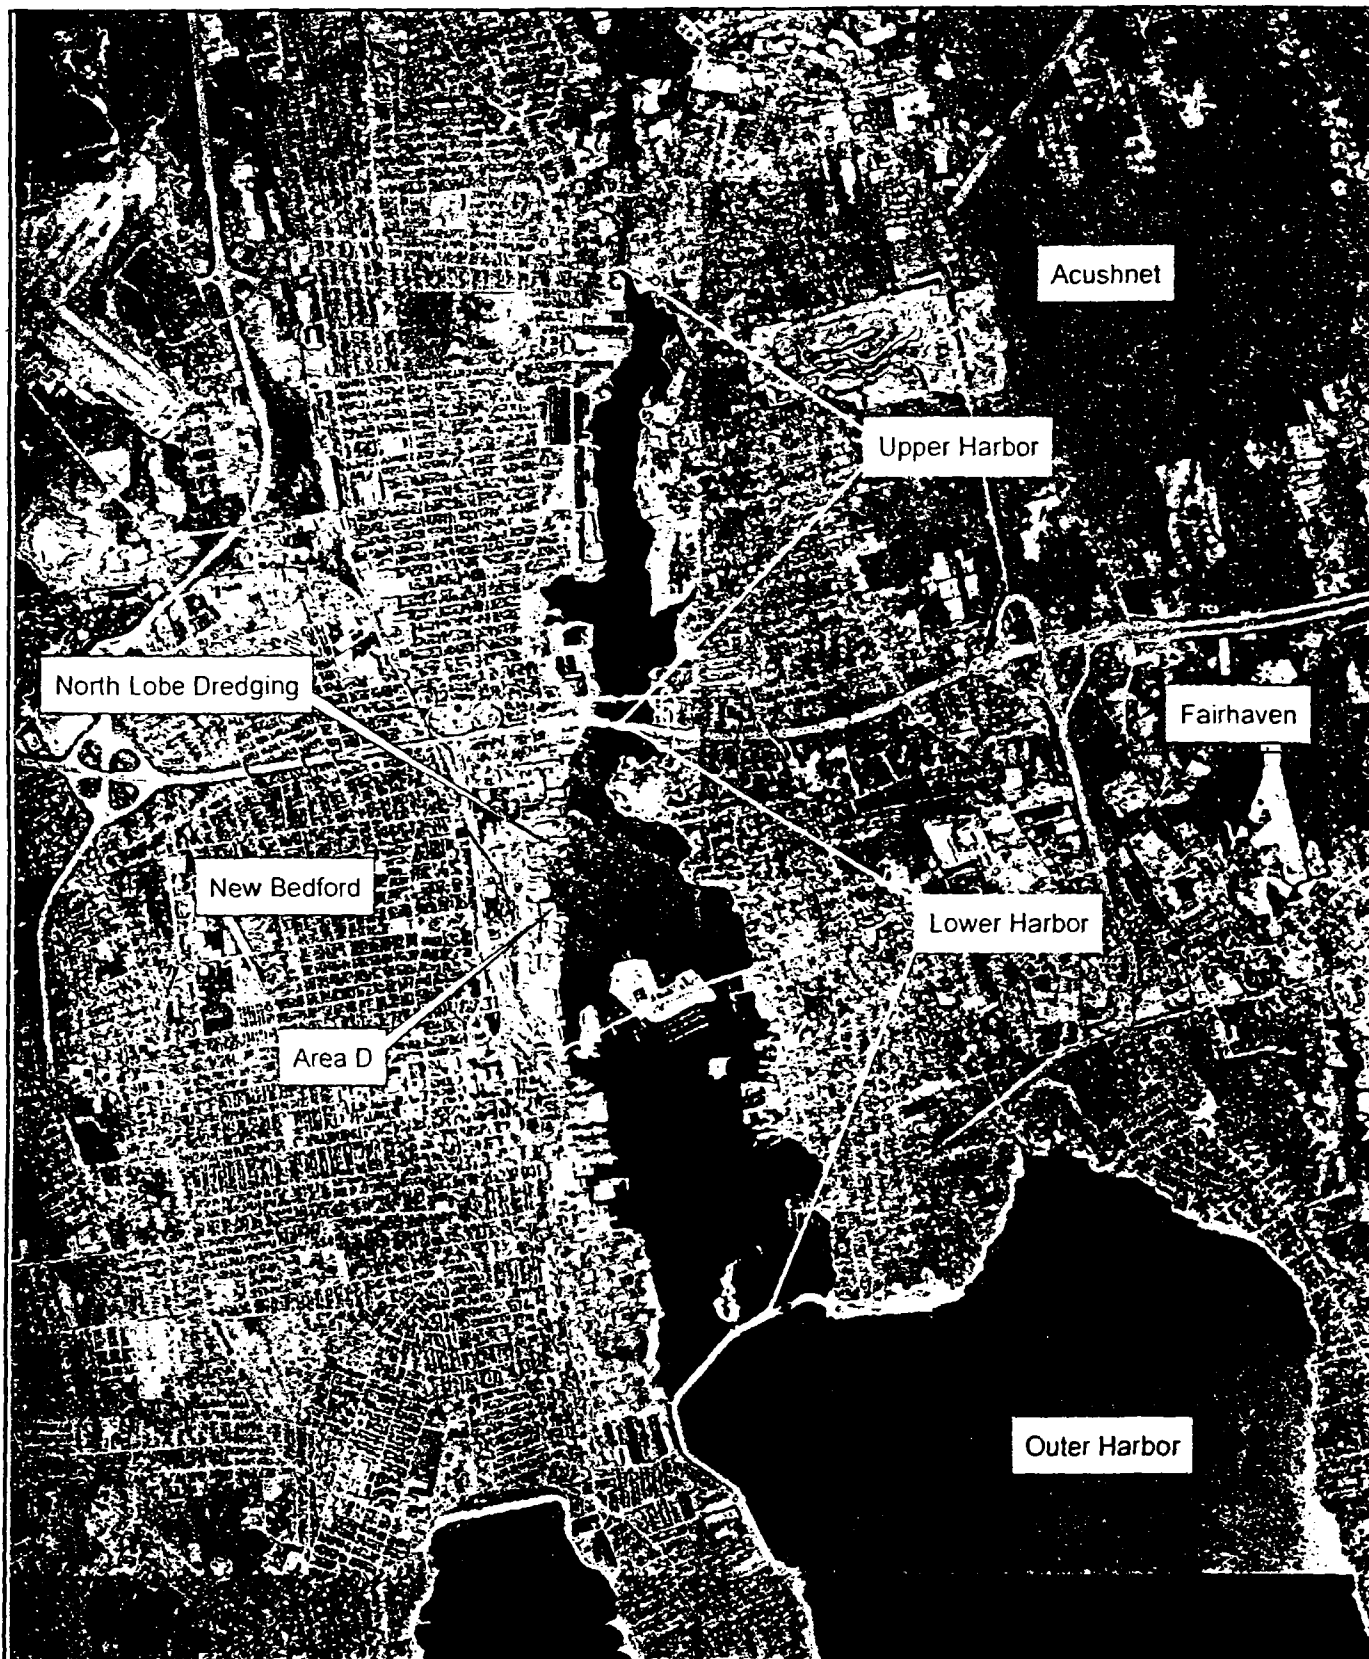 Acushnet
Upper Harbor
North Lobe Dredging
Fairhaven
New Bedford
Lower Harbor
Area D
Outer Harbor